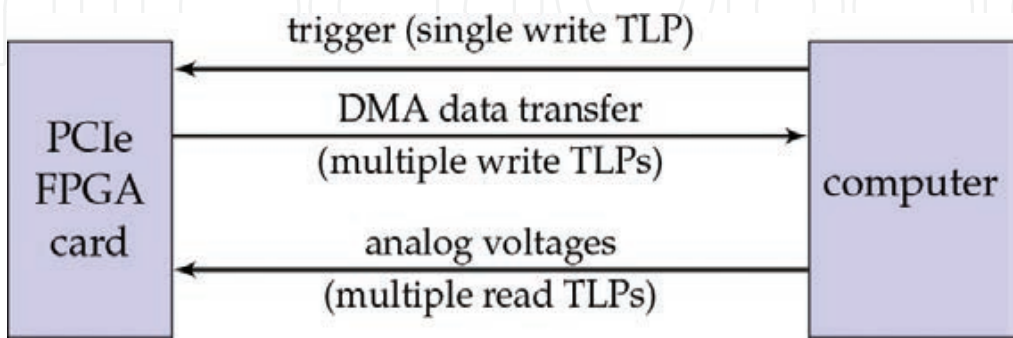 trigger (single write TLP)
DMA data transfer
(multiple write TLPs)
PCIe
FPGA
card
computer
analog voltages
(multiple read TLPs)